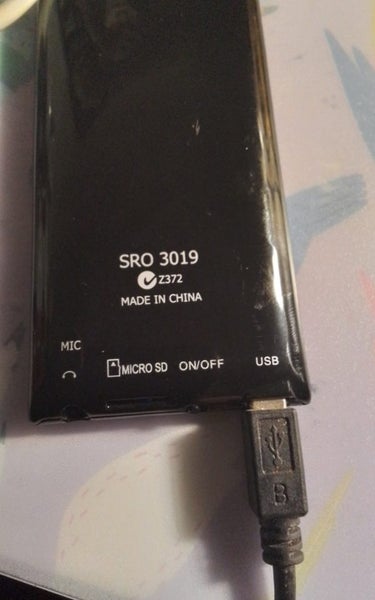 SRO 3019
Z372
MADE IN CHINA
MIC
MICRO SD ON/OFF USB
B